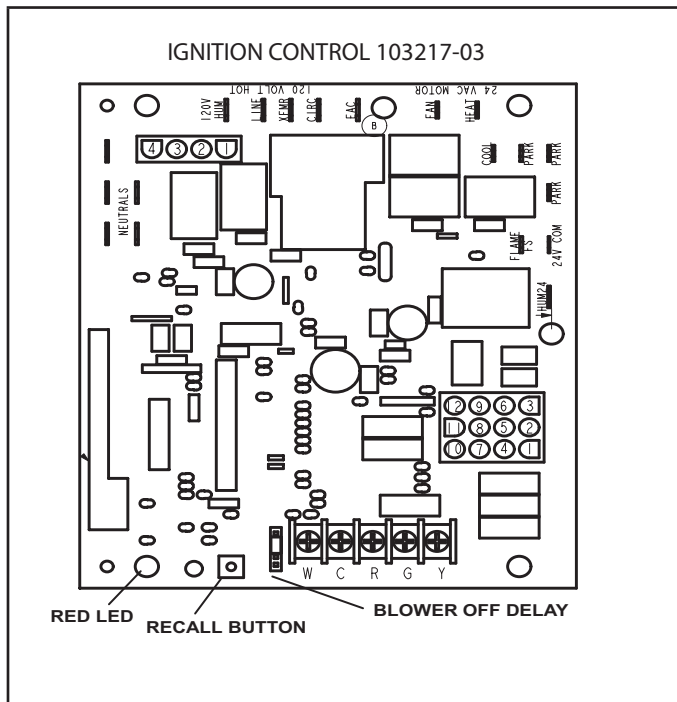 IGNITION CONTROL 103217-03
120V HUM
LINE
XFMR
CIRC
EAC
120 VOLT HOT
FAN
HEAT
24 VAC MOTOR
B
4 3 2 1
NEUTRALS
COOL
PARK
PARK
PARK
FLAME FS
24V COM
HUM24
12 9 6 3
11 8 5 2
10 7 4 1
W C R G Y
RED LED
RECALL BUTTON
BLOWER OFF DELAY